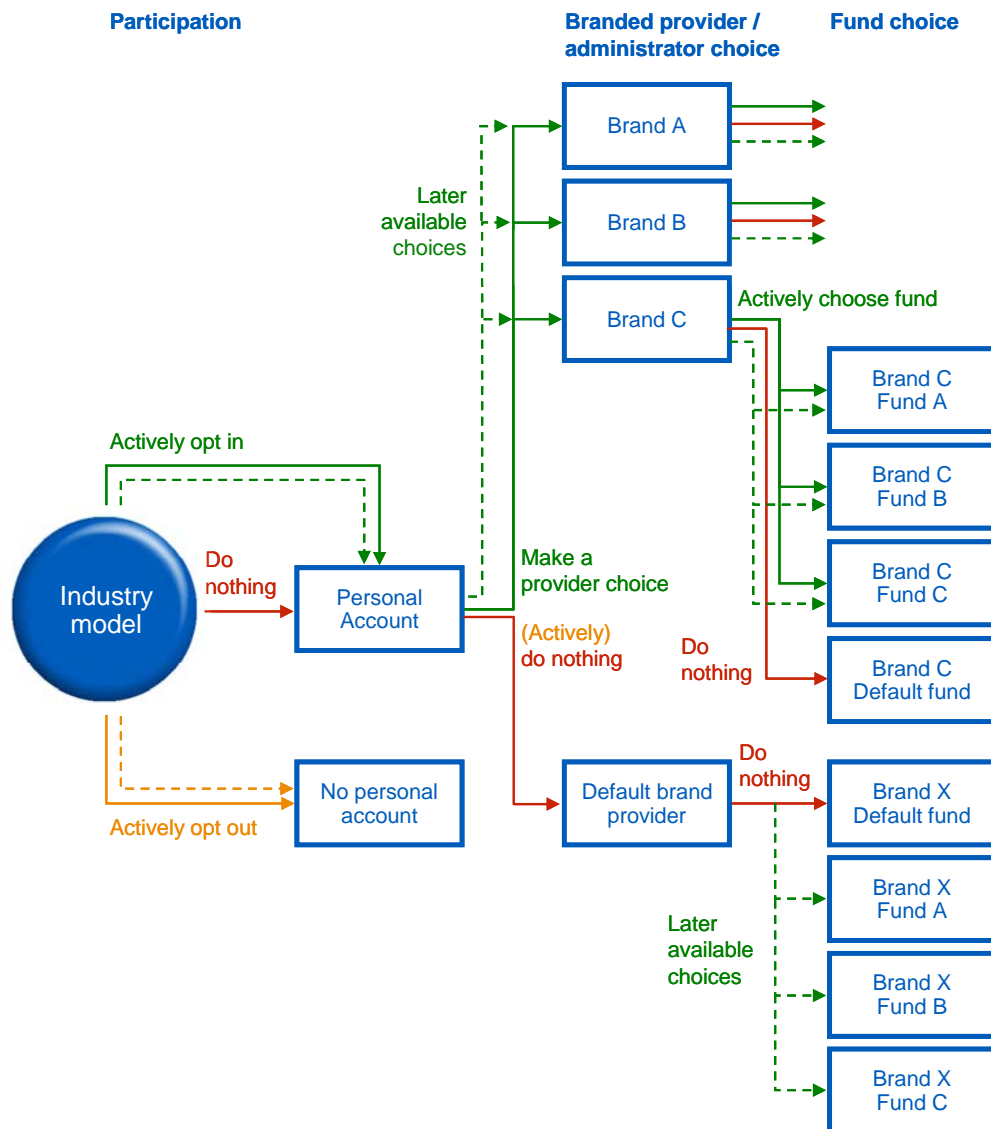 Participation
Branded provider /
administrator choice
Fund choice
Brand A
Later
available
choices
Brand B
Brand C
Actively choose fund
Brand C
Fund A
Actively opt in
Brand C
Fund B
Do
nothing
Industry
model
Personal
Account
Make a
provider choice
Brand C
Fund C
(Actively)
do nothing
Do
nothing
Brand C
Default fund
No personal
account
Actively opt out
Default brand
provider
Do
nothing
Brand X
Default fund
Brand X
Fund A
Later
available
choices
Brand X
Fund B
Brand X
Fund C